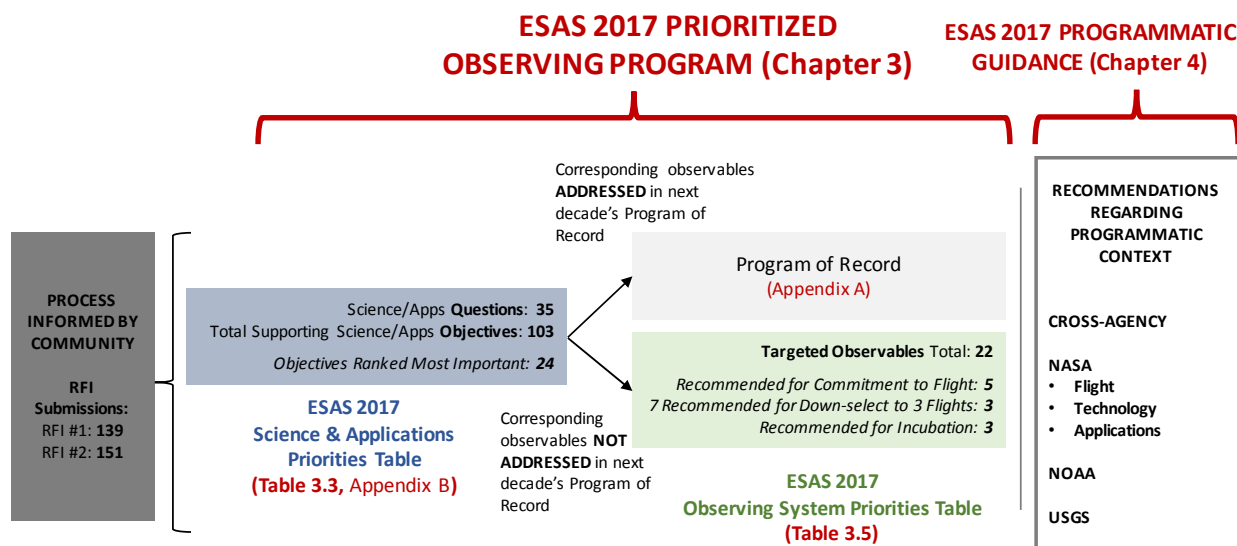 ESAS 2017 PRIORITIZED
OBSERVING PROGRAM (Chapter 3)
ESAS 2017 PROGRAMMATIC
GUIDANCE (Chapter 4)
PROCESS
INFORMED BY
COMMUNITY
RFI
Submissions:
RFI #1: 139
RFI #2: 151
Science/Apps Questions: 35
Total Supporting Science/Apps Objectives: 103
Objectives Ranked Most Important: 24
ESAS 2017
Science & Applications
Priorities Table
(Table 3.3, Appendix B)
Corresponding observables
ADDRESSED in next
decade's Program of
Record
Corresponding
observables NOT
ADDRESSED in next
decade's Program of
Record
Program of Record
(Appendix A)
Targeted Observables Total: 22
Recommended for Commitment to Flight: 5
7 Recommended for Down-select to 3 Flights: 3
Recommended for Incubation: 3
ESAS 2017
Observing System Priorities Table
(Table 3.5)
RECOMMENDATIONS
REGARDING
PROGRAMMATIC
CONTEXT
CROSS-AGENCY
NASA
• Flight
• Technology
• Applications
NOAA
USGS